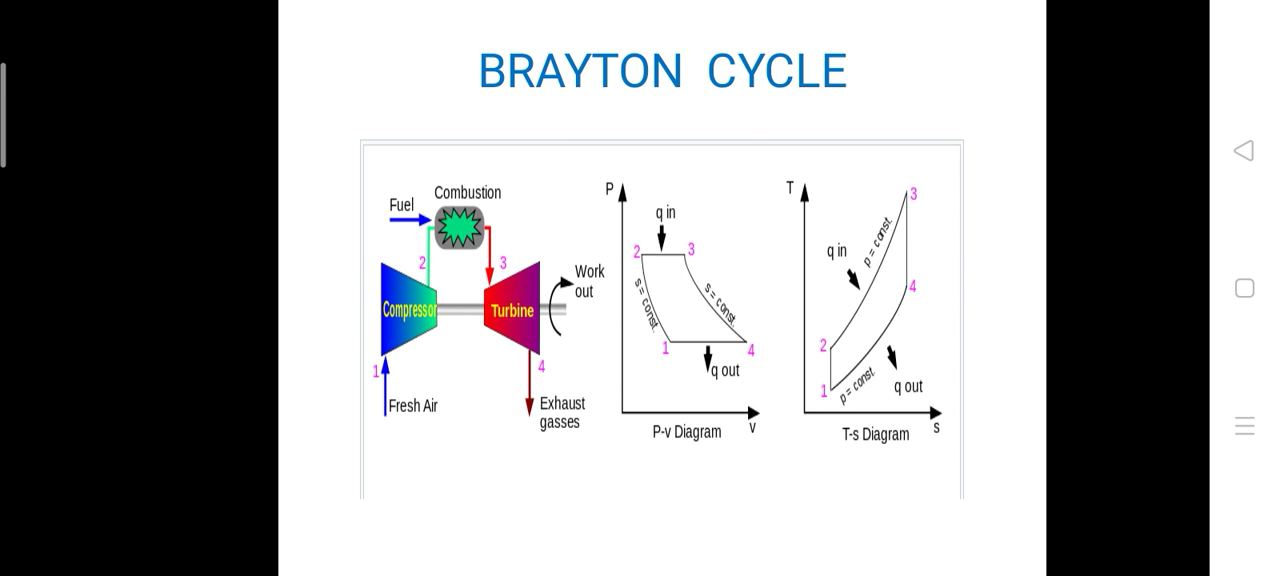 BRAYTON CYCLE
Combustion
Fuel
2
3
Compressor
Turbine
Work
out
1
4
Fresh Air
Exhaust
gasses
P
q in
2
3
s = const.
s = const.
1
4
q out
P-v Diagram
v
T
3
q in
p = const.
4
2
1
p = const.
q out
T-s Diagram
s